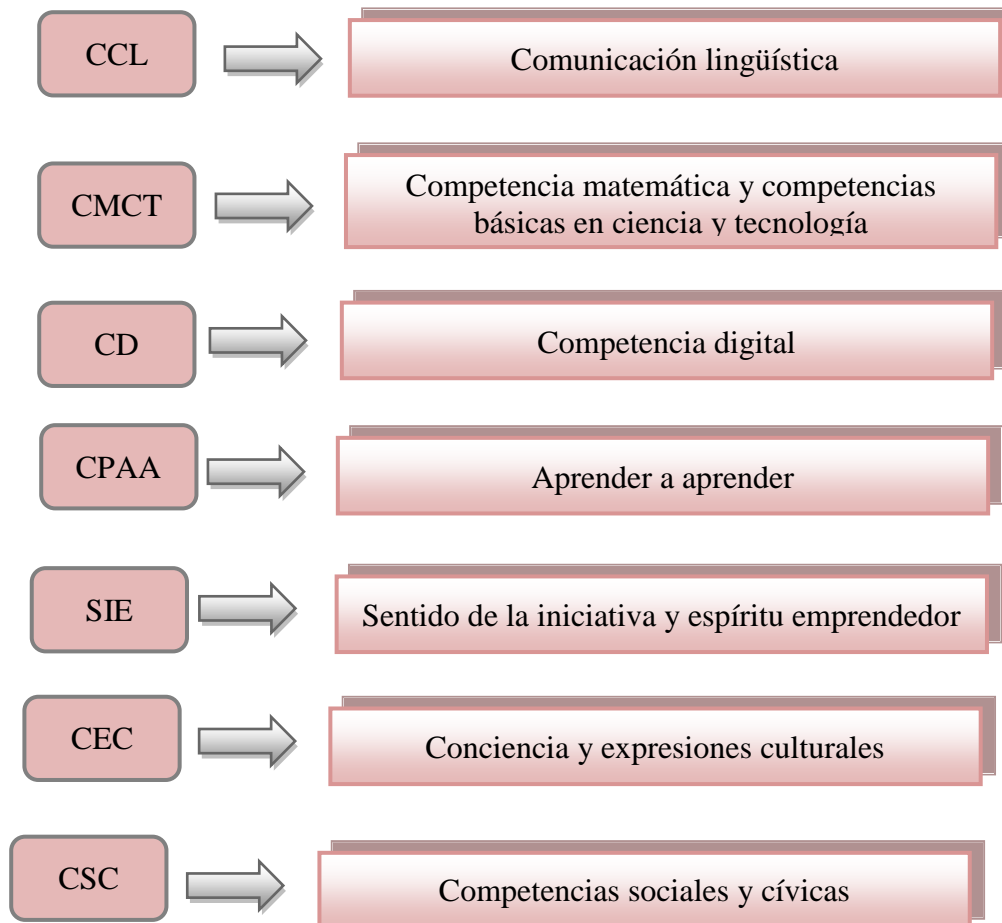 CCL
Comunicación lingüística
CMCT
Competencia matemática y competencias
básicas en ciencia y tecnología
CD
Competencia digital
CPAA
Aprender a aprender
SIE
Sentido de la iniciativa y espíritu emprendedor
CEC
Conciencia y expresiones culturales
CSC
Competencias sociales y cívicas